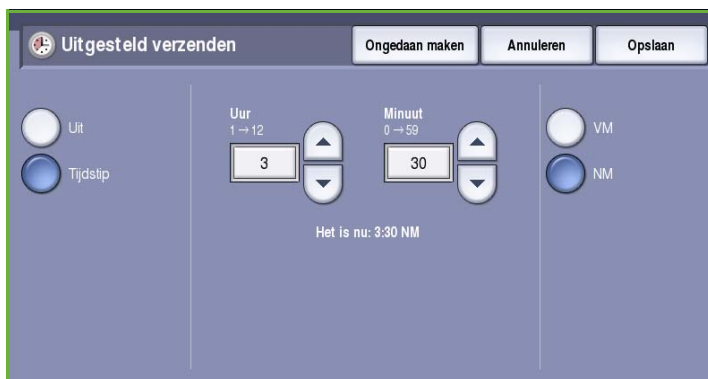 Uitgesteld verzenden
Ongedaan maken
Annuleren
Opslaan
Uit
Tijdstip
Uur
1 → 12
3
Minuut
0 → 59
30
VM
NM
Het is nu: 3:30 NM